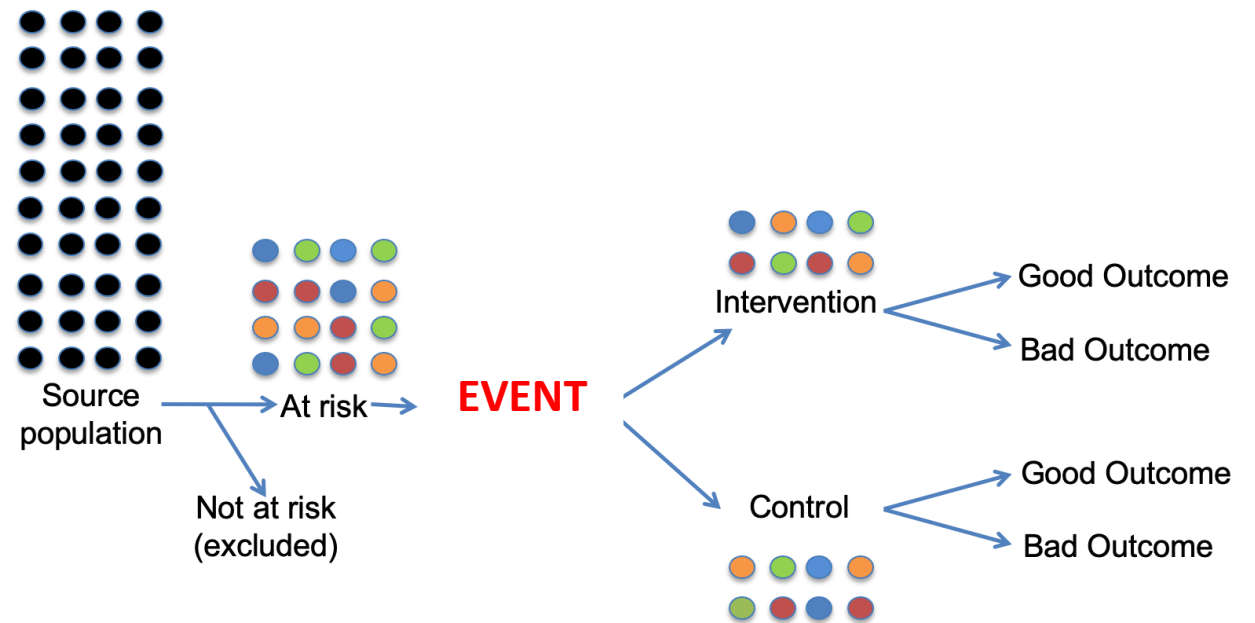 Source
population
At risk
Not at risk
(excluded)
EVENT
Intervention
Good Outcome
Bad Outcome
Control
Good Outcome
Bad Outcome